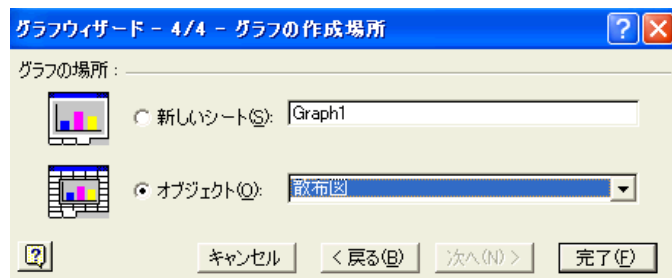 グラフウィザード - 4/4 - グラフの作成場所
グラフの場所:
新しいシート(S): Graph1
オブジェクト(O): 散布図
キャンセル < 戻る(B) 次へ(N) > 完了(F)